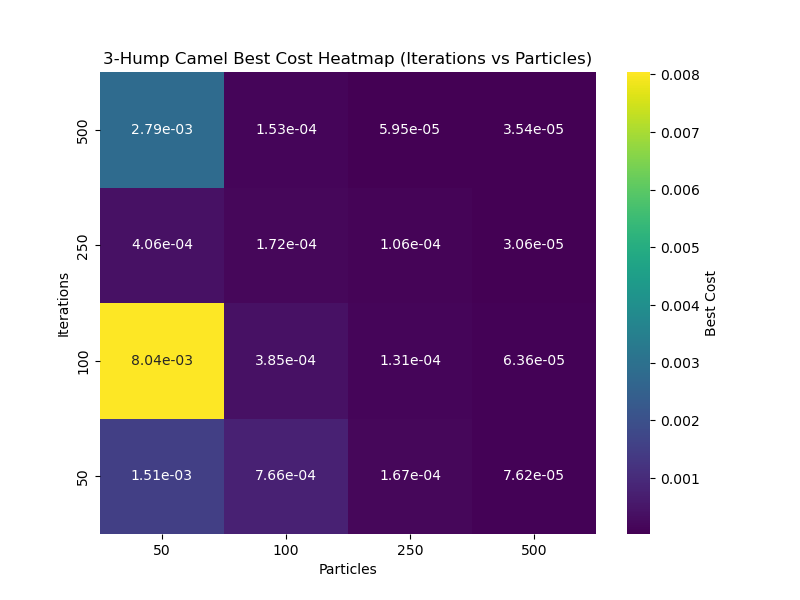 3-Hump Camel Best Cost Heatmap (Iterations vs Particles)
500
2.79e-03 1.53e-04 5.95e-05 3.54e-05
250
4.06e-04 1.72e-04 1.06e-04 3.06e-05
100
8.04e-03 3.85e-04 1.31e-04 6.36e-05
50
1.51e-03 7.66e-04 1.67e-04 7.62e-05
Iterations
50 100 250 500
Particles
0.008
0.007
0.006
0.005
0.004
0.003
0.002
0.001
Best Cost